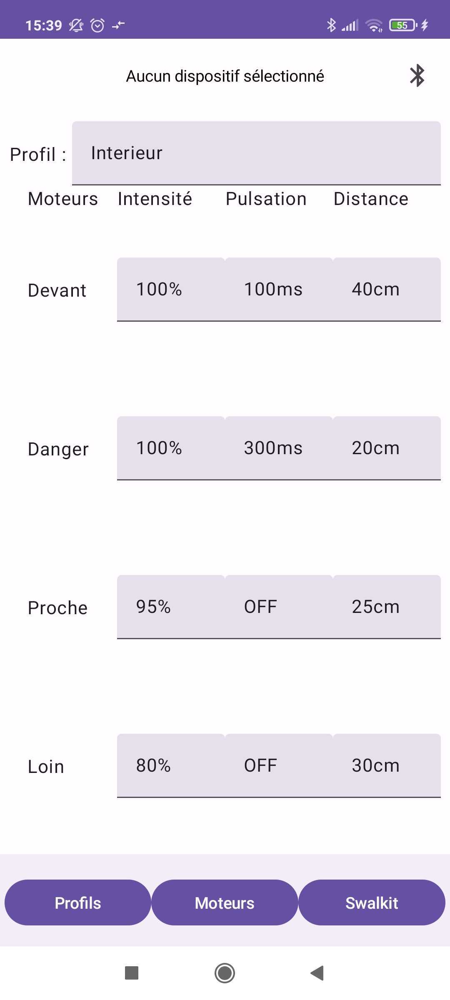 15:39 55
Aucun dispositif sélectionné
Profil : Interieur
Moteurs Intensité Pulsation Distance
Devant 100% 100ms 40cm
Danger 100% 300ms 20cm
Proche 95% OFF 25cm
Loin 80% OFF 30cm
Profils Moteurs Swalkit